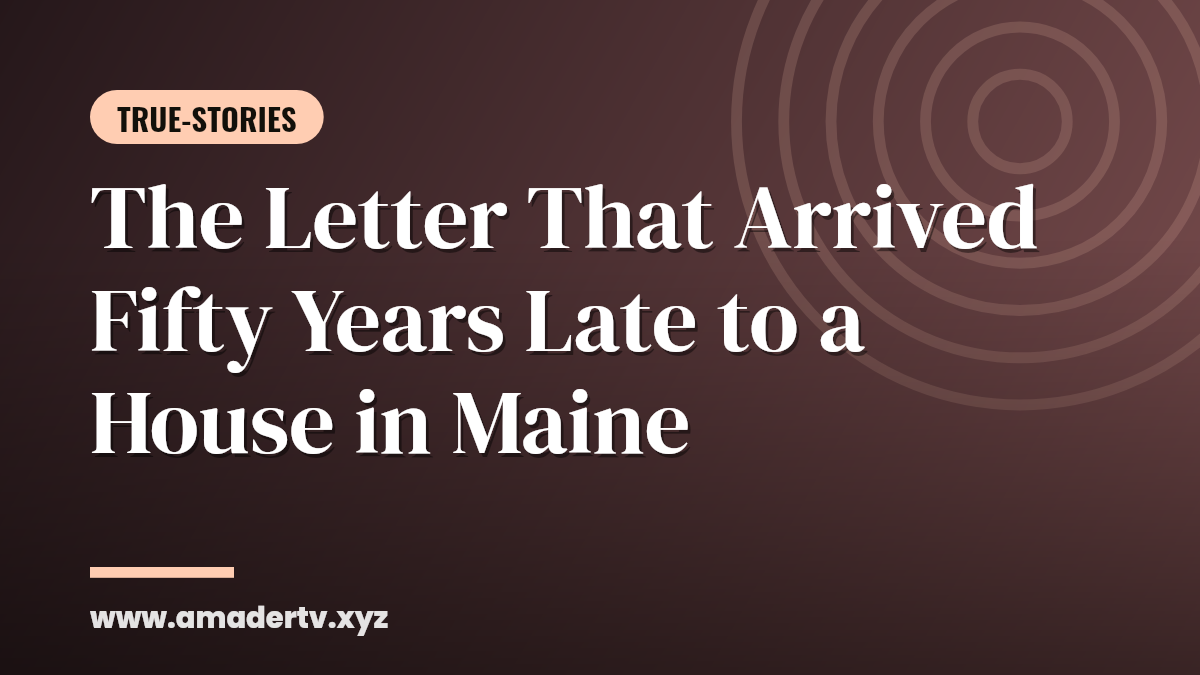 TRUE-STORIES
The Letter That Arrived
Fifty Years Late to a
House in Maine
www.amadertv.xyz